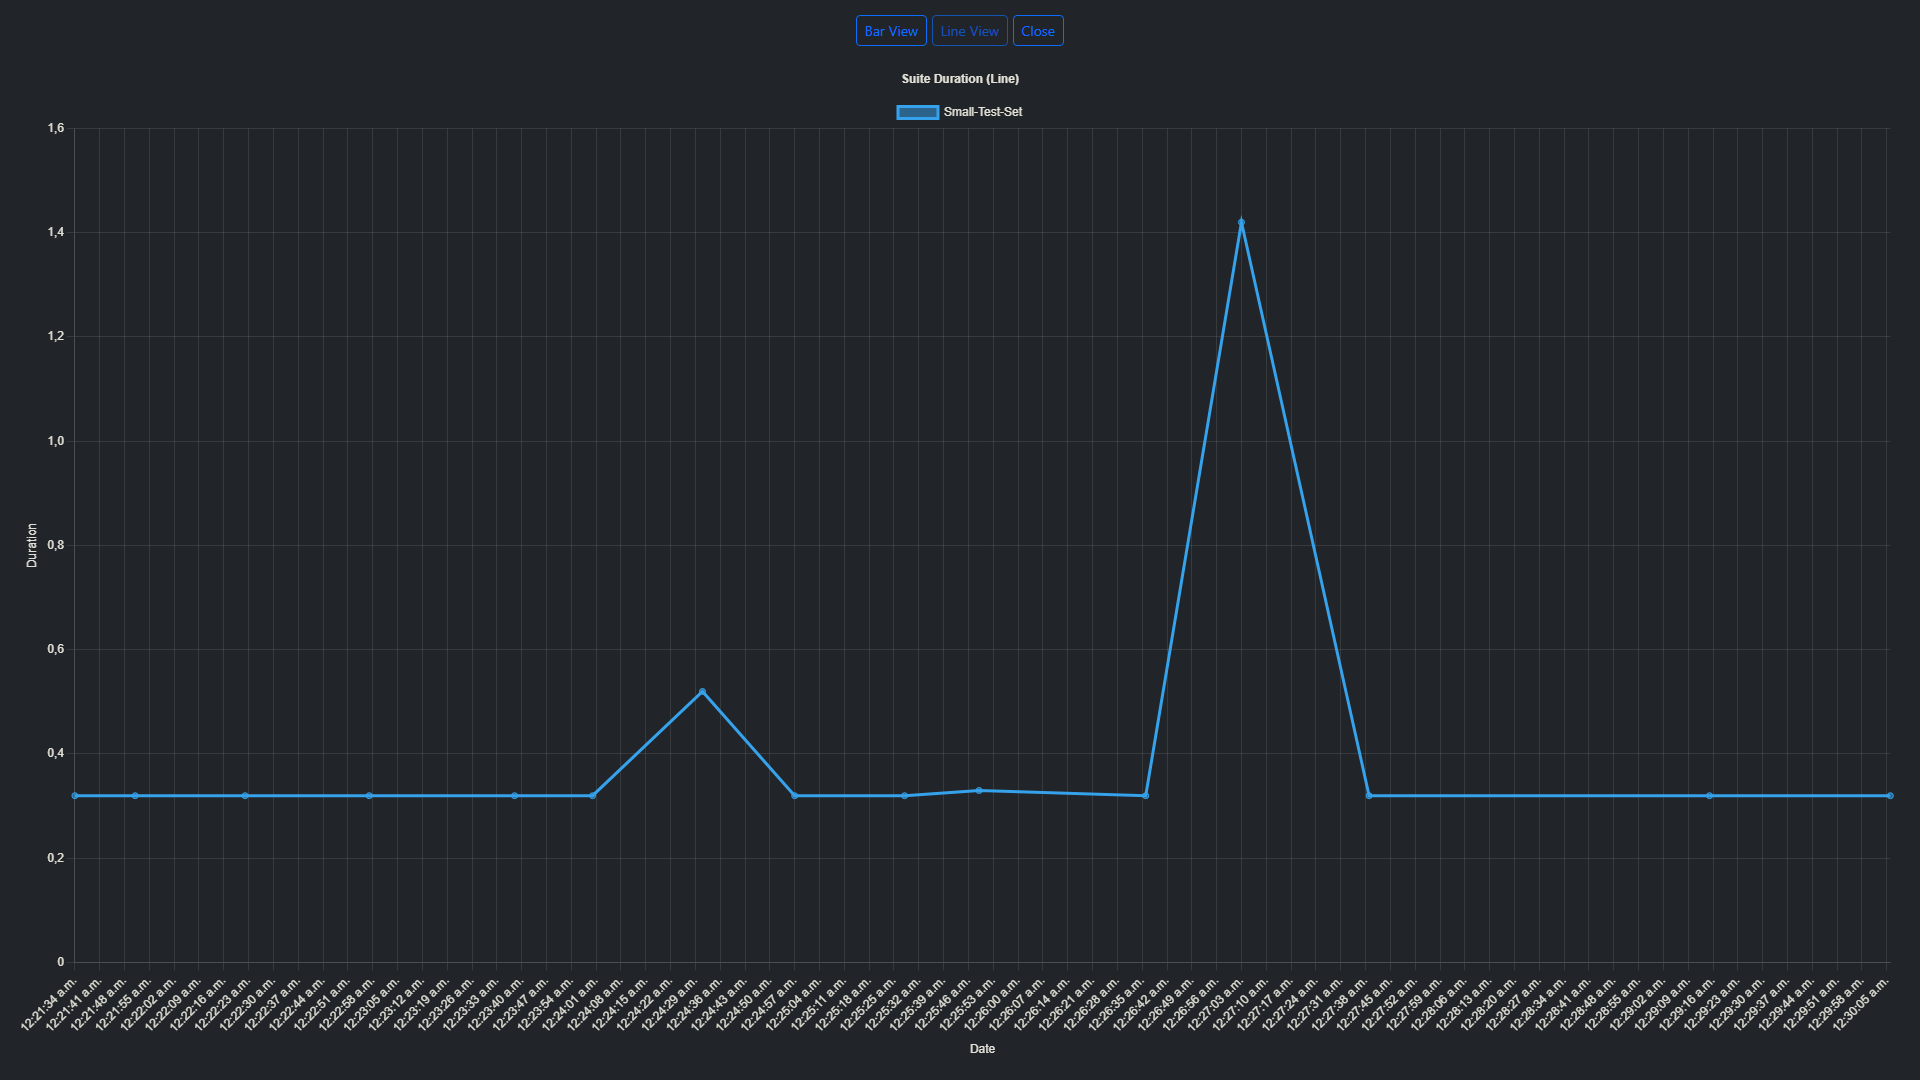 Bar View Line View Close
Suite Duration (Line)
Small-Test-Set
1,6
1,4
1,2
1,0
0,8
0,6
0,4
0,2
0
Duration
12:21:34 a.m. 12:21:41 a.m. 12:21:48 a.m. 12:21:55 a.m. 12:22:02 a.m. 12:22:09 a.m. 12:22:16 a.m. 12:22:23 a.m. 12:22:30 a.m. 12:22:37 a.m. 12:22:44 a.m. 12:22:51 a.m. 12:22:58 a.m. 12:23:05 a.m. 12:23:12 a.m. 12:23:19 a.m. 12:23:26 a.m. 12:23:33 a.m. 12:23:40 a.m. 12:23:47 a.m. 12:23:54 a.m. 12:24:01 a.m. 12:24:08 a.m. 12:24:15 a.m. 12:24:22 a.m. 12:24:29 a.m. 12:24:36 a.m. 12:24:43 a.m. 12:24:50 a.m. 12:24:57 a.m. 12:25:04 a.m. 12:25:11 a.m. 12:25:18 a.m. 12:25:25 a.m. 12:25:32 a.m. 12:25:39 a.m. 12:25:46 a.m. 12:25:53 a.m. 12:26:00 a.m. 12:26:07 a.m. 12:26:14 a.m. 12:26:21 a.m. 12:26:28 a.m. 12:26:35 a.m. 12:26:42 a.m. 12:26:49 a.m. 12:26:56 a.m. 12:27:03 a.m. 12:27:10 a.m. 12:27:17 a.m. 12:27:24 a.m. 12:27:31 a.m. 12:27:38 a.m. 12:27:45 a.m. 12:27:52 a.m. 12:27:59 a.m. 12:28:06 a.m. 12:28:13 a.m. 12:28:20 a.m. 12:28:27 a.m. 12:28:34 a.m. 12:28:41 a.m. 12:28:48 a.m. 12:28:55 a.m. 12:29:02 a.m. 12:29:09 a.m. 12:29:16 a.m. 12:29:23 a.m. 12:29:30 a.m. 12:29:37 a.m. 12:29:44 a.m. 12:29:51 a.m. 12:29:58 a.m. 12:30:05 a.m.
Date